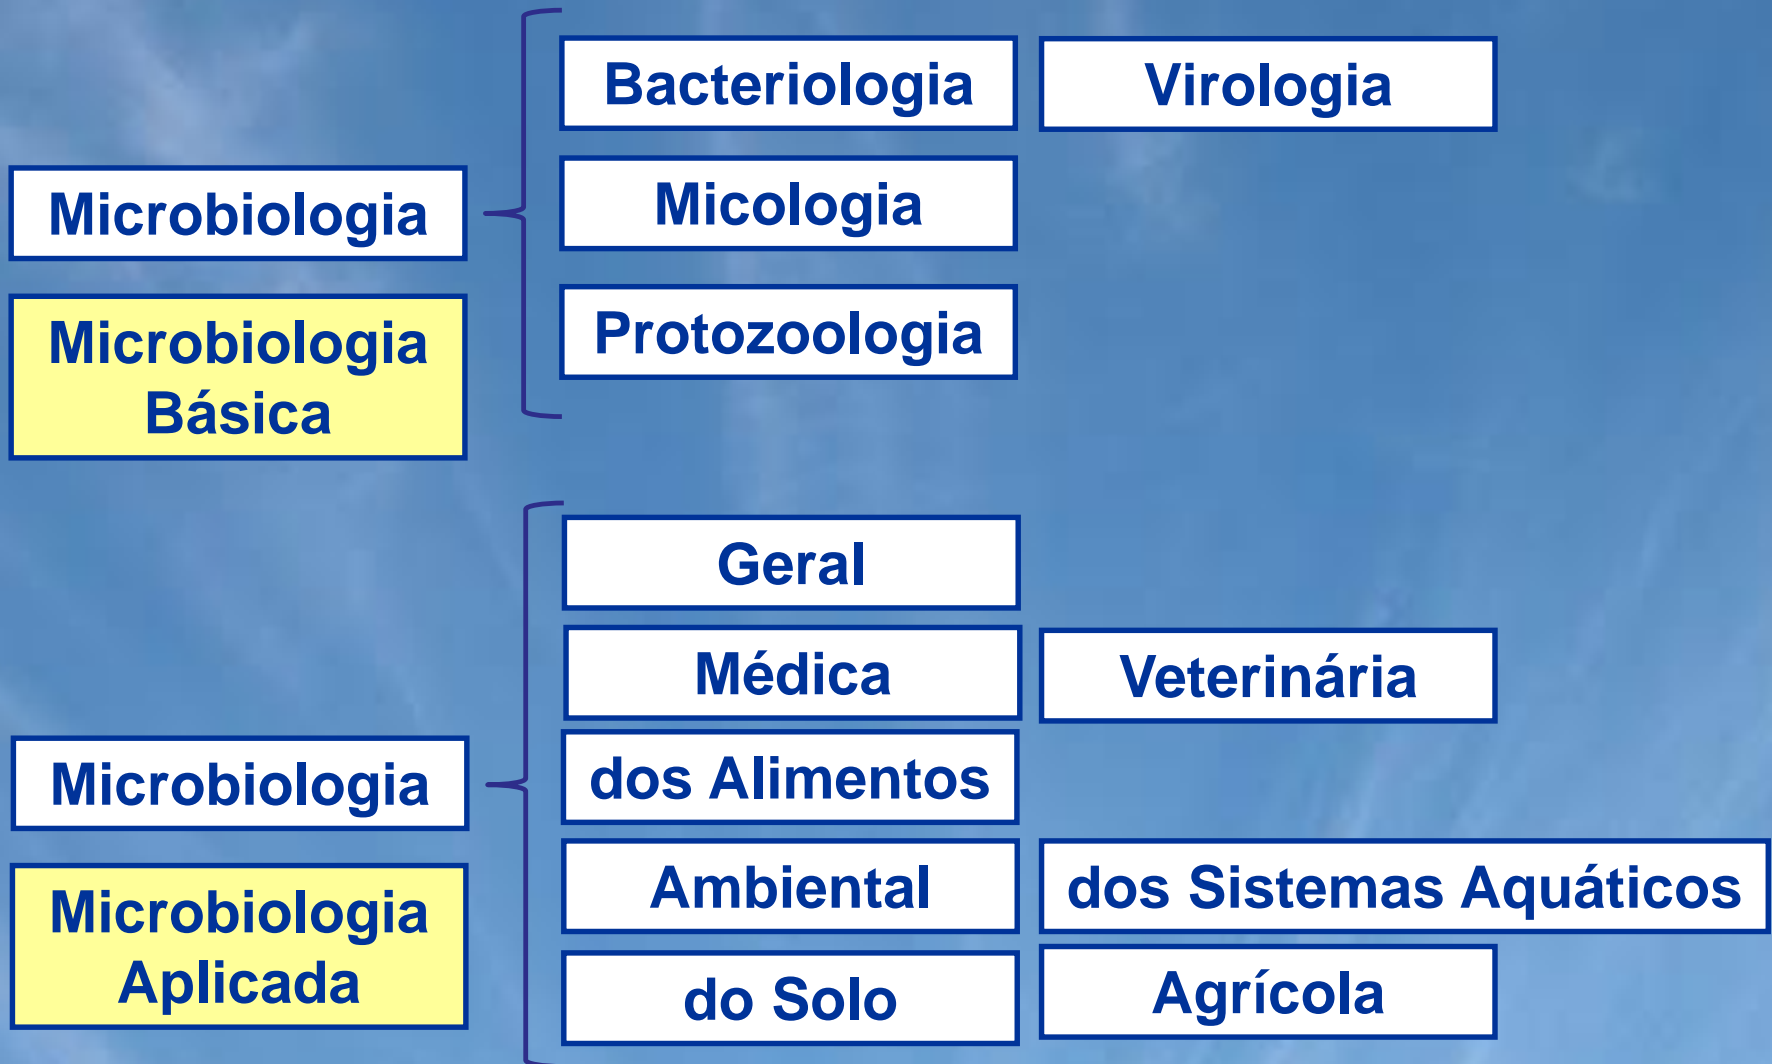 Bacteriologia
Virologia
Microbiologia
Micologia
Microbiologia
Básica
Protozoologia
Geral
Médica
Veterinária
Microbiologia
dos Alimentos
Microbiologia
Aplicada
Ambiental
dos Sistemas Aquáticos
do Solo
Agrícola